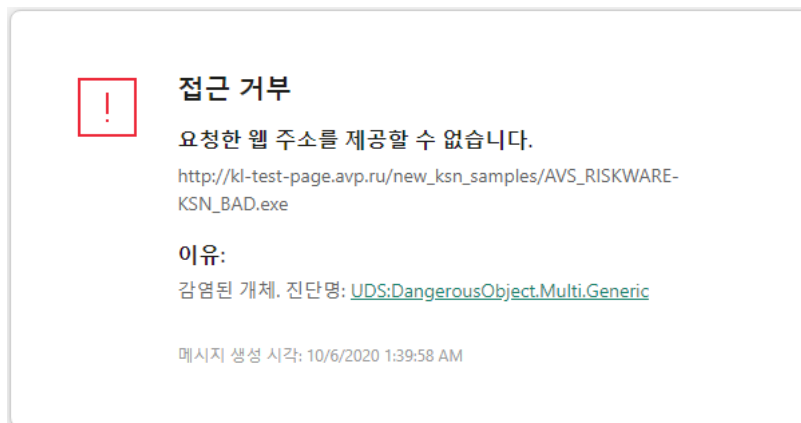 접근 거부
요청한 웹 주소를 제공할 수 없습니다.
http://kl-test-page.avp.ru/new_ksn_samples/AVS_RISKWARE-
KSN_BAD.exe
이유:
감염된 개체. 진단명: UDS:DangerousObject.Multi.Generic
메시지 생성 시각: 10/6/2020 1:39:58 AM